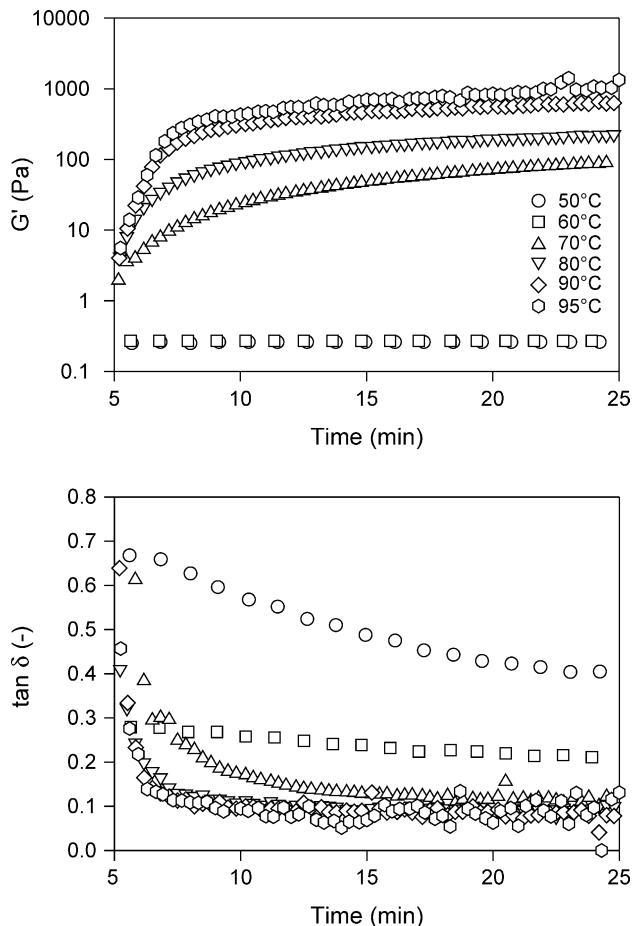 10000
1000
100
10
1
0.1
G' (Pa)
50°C
60°C
70°C
80°C
90°C
95°C
5 10 15 20 25
Time (min)
0.8
0.7
0.6
0.5
0.4
0.3
0.2
0.1
0.0
tan δ (-)
5 10 15 20 25
Time (min)